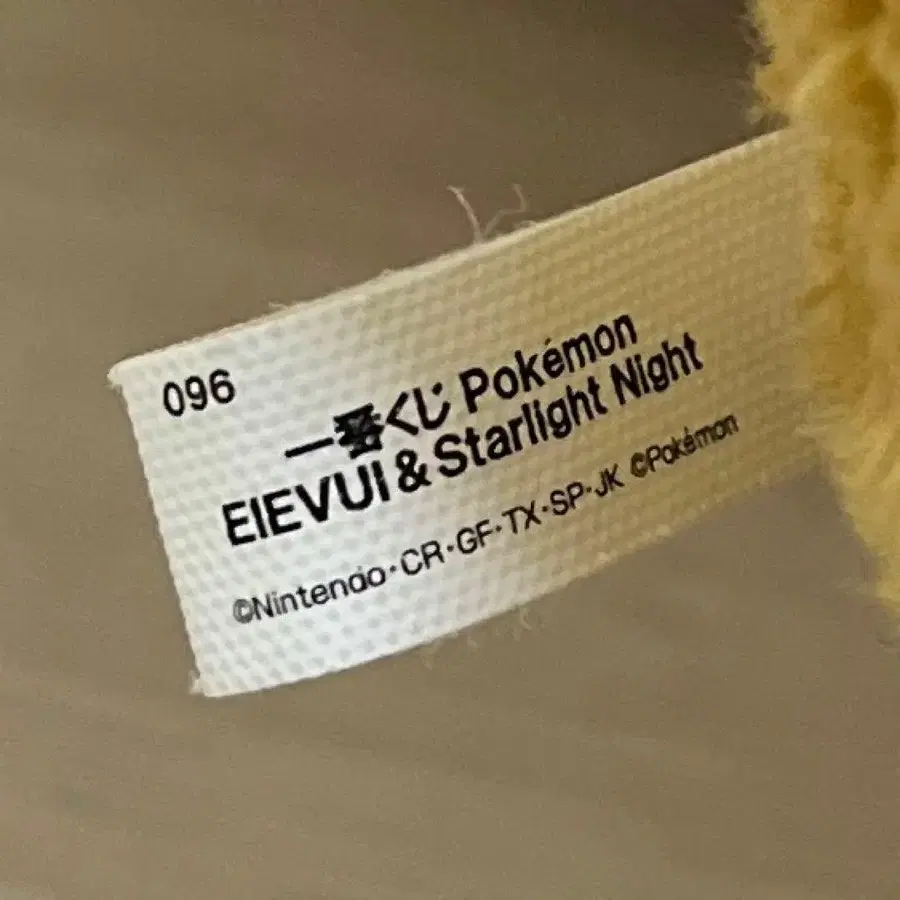 096
一番くじ Pokémon
EIEVUI & Starlight Night
©Nintendo・CR・GF・TX・SP・JK ©Pokémon